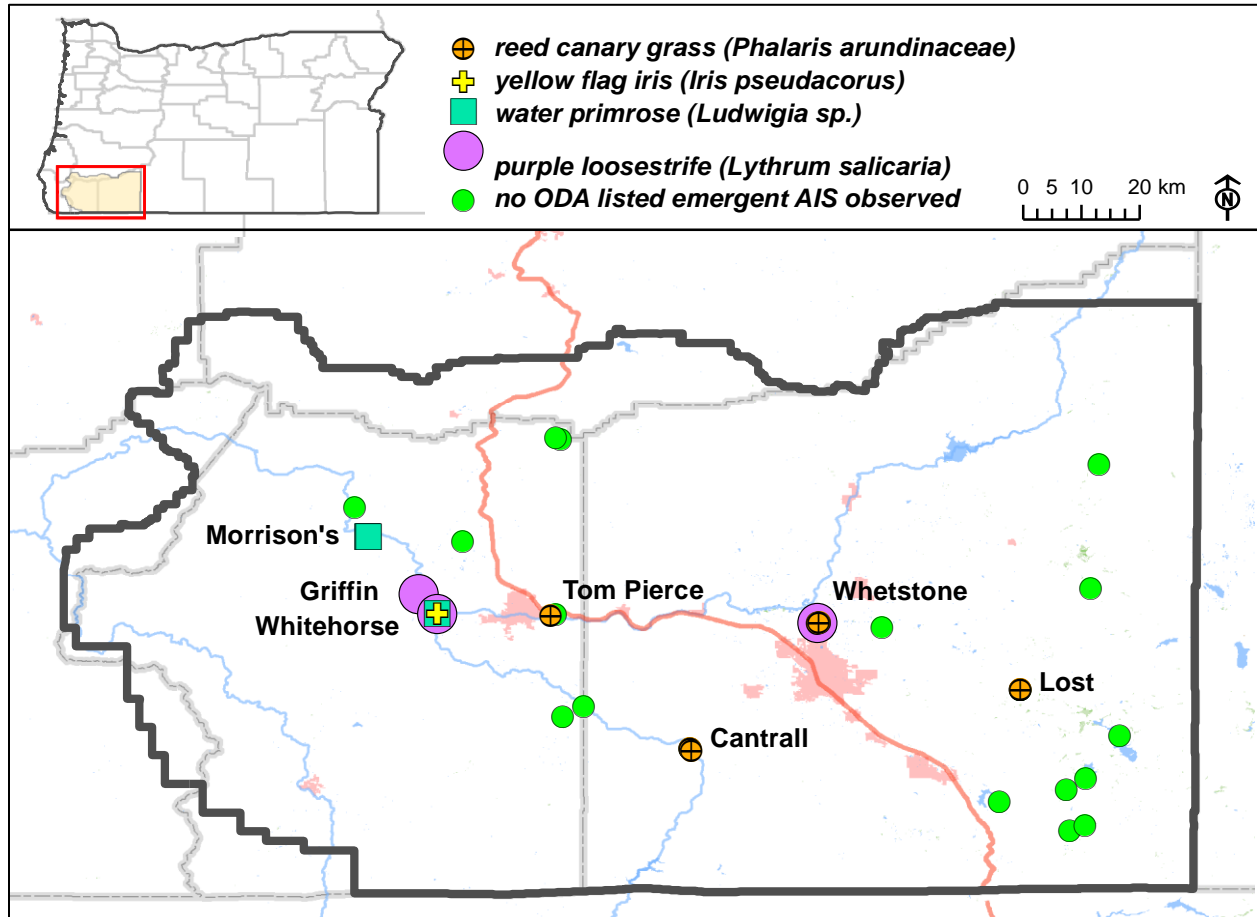 reed canary grass (Phalaris arundinaceae)
yellow flag iris (Iris pseudacorus)
water primrose (Ludwigia sp.)
purple loosestrife (Lythrum salicaria)
no ODA listed emergent AIS observed
0 5 10 20 km
N
Morrison's
Griffin
Tom Pierce
Whetstone
Whitehorse
Lost
Cantrall